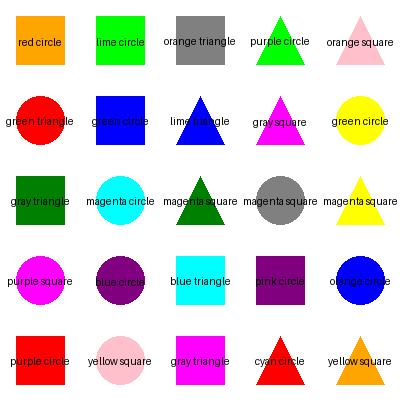 red circle lime circle orange triangle purple circle orange square
green triangle green circle lime triangle gray square green circle
gray triangle magenta circle magenta square magenta square magenta square
purple square blue circle blue triangle pink circle orange circle
purple circle yellow square gray triangle cyan circle yellow square